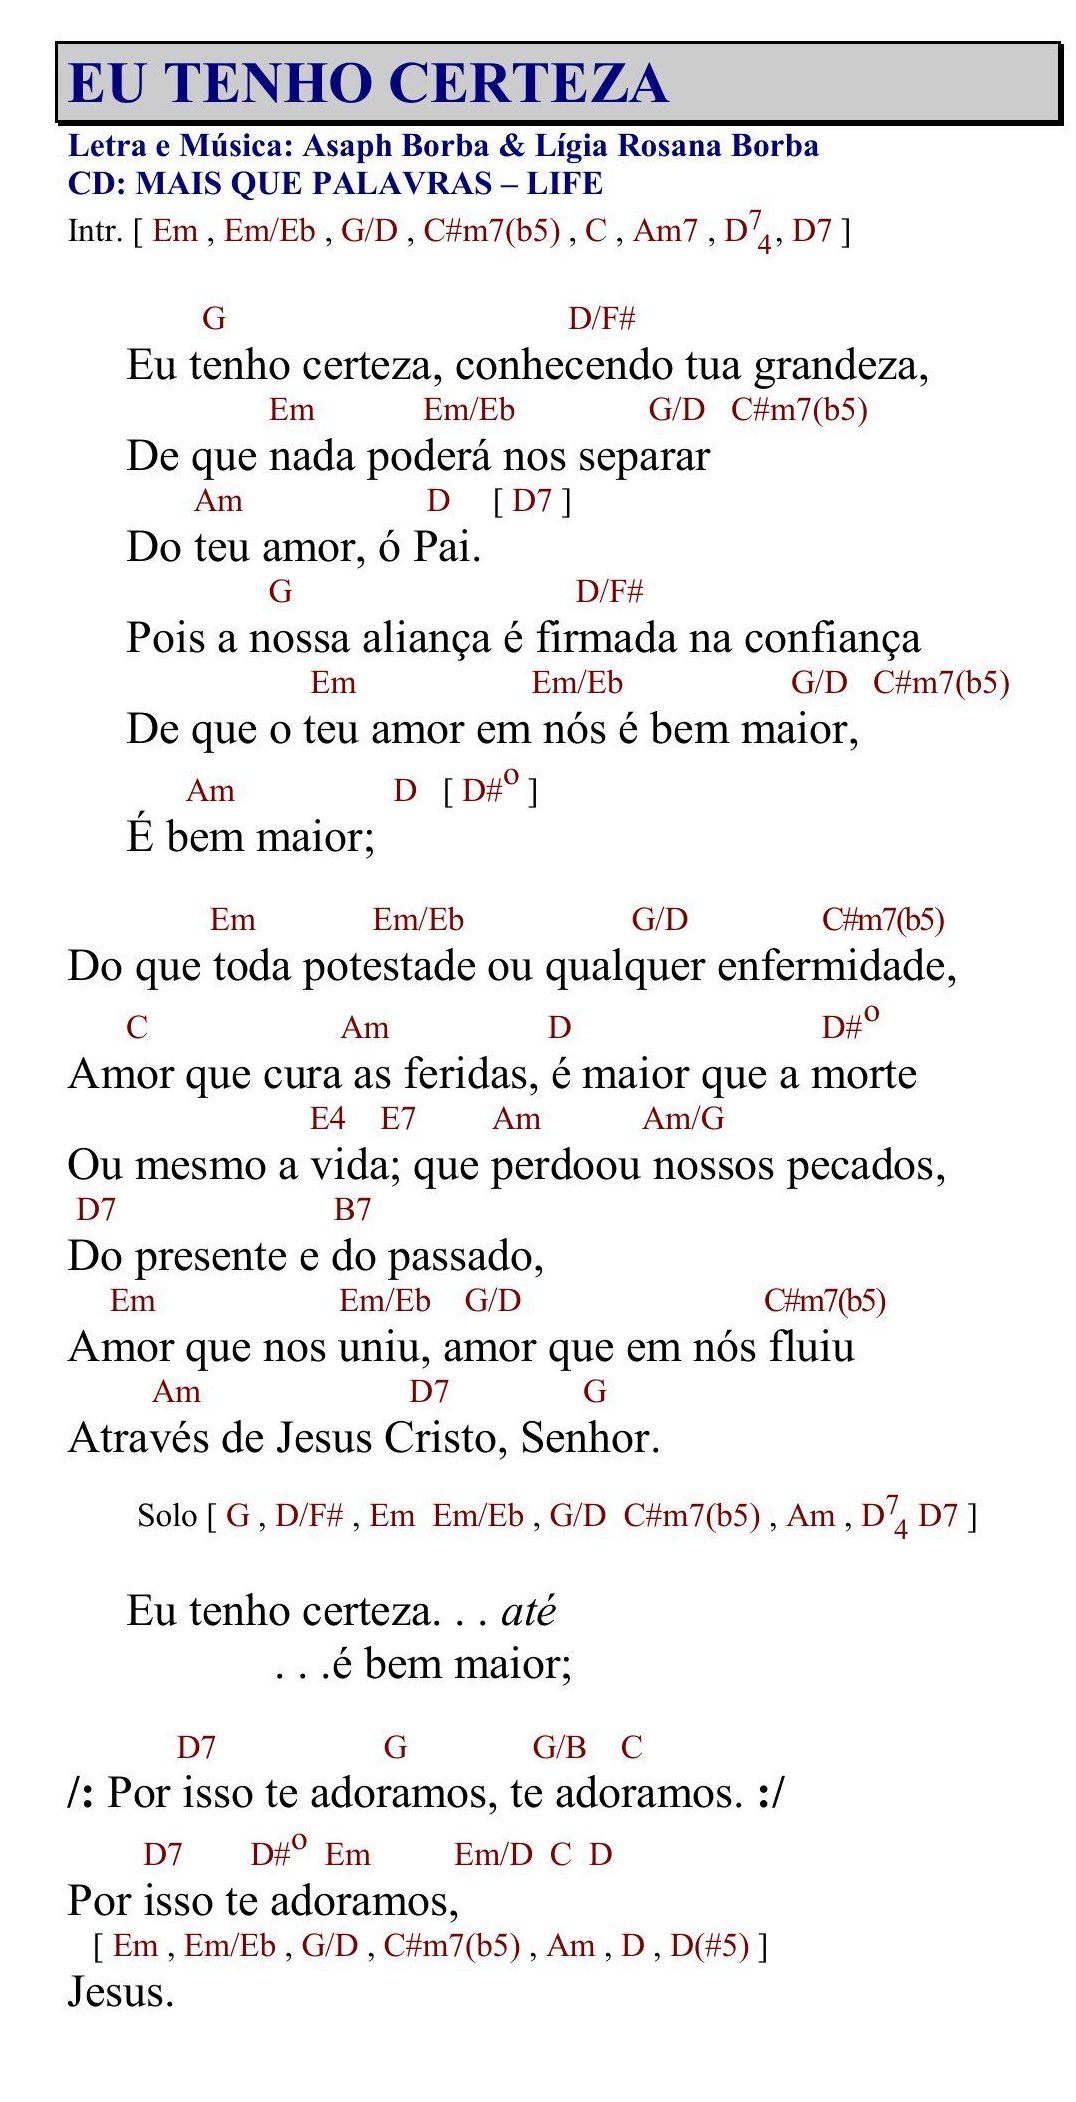 EU TENHO CERTEZA
Letra e Música: Asaph Borba & Lígia Rosana Borba
CD: MAIS QUE PALAVRAS – LIFE
Intr. [ Em , Em/Eb , G/D , C#m7(b5) , C , Am7 , D7 4, D7 ]
G D/F#
Eu tenho certeza, conhecendo tua grandeza,
Em Em/Eb G/D C#m7(b5)
De que nada poderá nos separar
Am D [ D7 ]
Do teu amor, ó Pai.
G D/F#
Pois a nossa aliança é firmada na confiança
Em Em/Eb G/D C#m7(b5)
De que o teu amor em nós é bem maior,
Am D [ D#º ]
É bem maior;
Em Em/Eb G/D C#m7(b5)
Do que toda potestade ou qualquer enfermidade,
C Am D D#º
Amor que cura as feridas, é maior que a morte
E4 E7 Am Am/G
Ou mesmo a vida; que perdoou nossos pecados,
D7 B7
Do presente e do passado,
Em Em/Eb G/D C#m7(b5)
Amor que nos uniu, amor que em nós fluiu
Am D7 G
Através de Jesus Cristo, Senhor.
Solo [ G , D/F# , Em Em/Eb , G/D C#m7(b5) , Am , D7 4 D7 ]
Eu tenho certeza. . . até
. . .é bem maior;
D7 G G/B C
/: Por isso te adoramos, te adoramos. :/
D7 D#º Em Em/D C D
Por isso te adoramos,
[ Em , Em/Eb , G/D , C#m7(b5) , Am , D , D(#5) ]
Jesus.